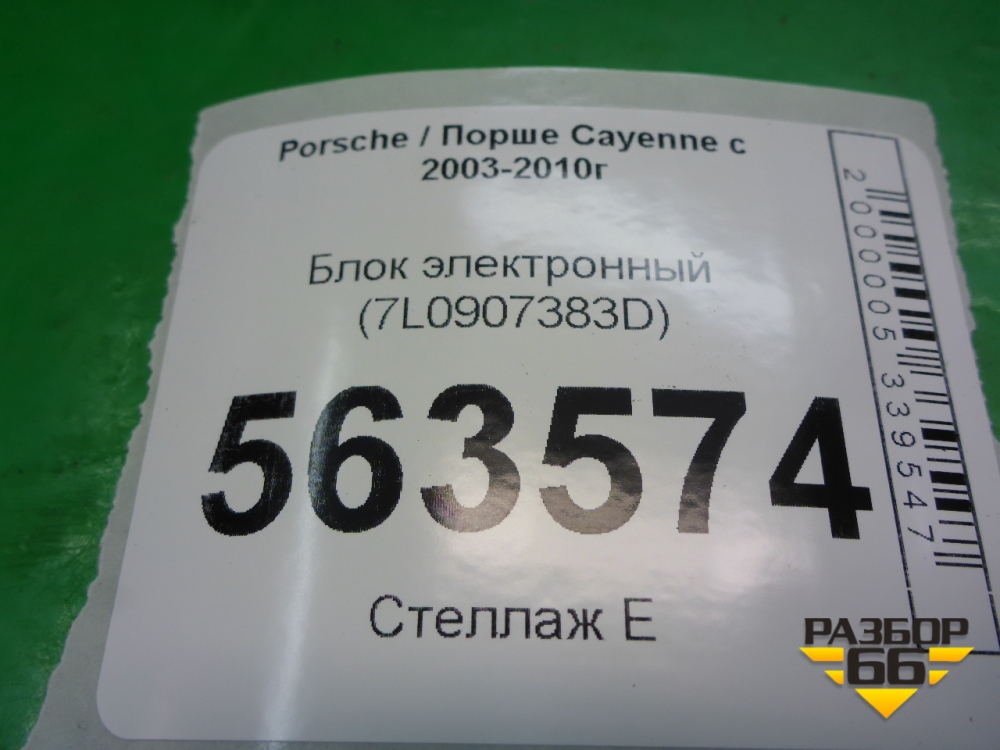 Porsche / Порше Cayenne с
2003-2010г
Блок электронный
(7L0907383D)
563574
Стеллаж Е
2000005339547
РАЗБОР
66